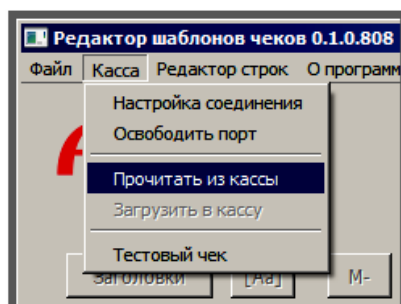 Редактор шаблонов чеков 0.1.0.808
Файл Касса Редактор строк О програм
Настройка соединения
Освободить порт
Прочитать из кассы
Загрузить в кассу
Тестовый чек
Заголовки [Aa] M-